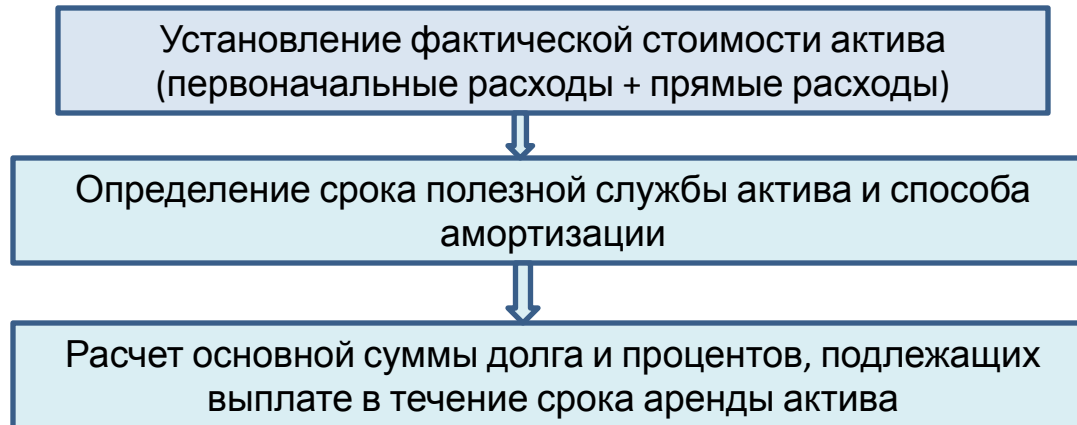 Установление фактической стоимости актива
(первоначальные расходы + прямые расходы)
Определение срока полезной службы актива и способа
амортизации
Расчет основной суммы долга и процентов, подлежащих
выплате в течение срока аренды актива